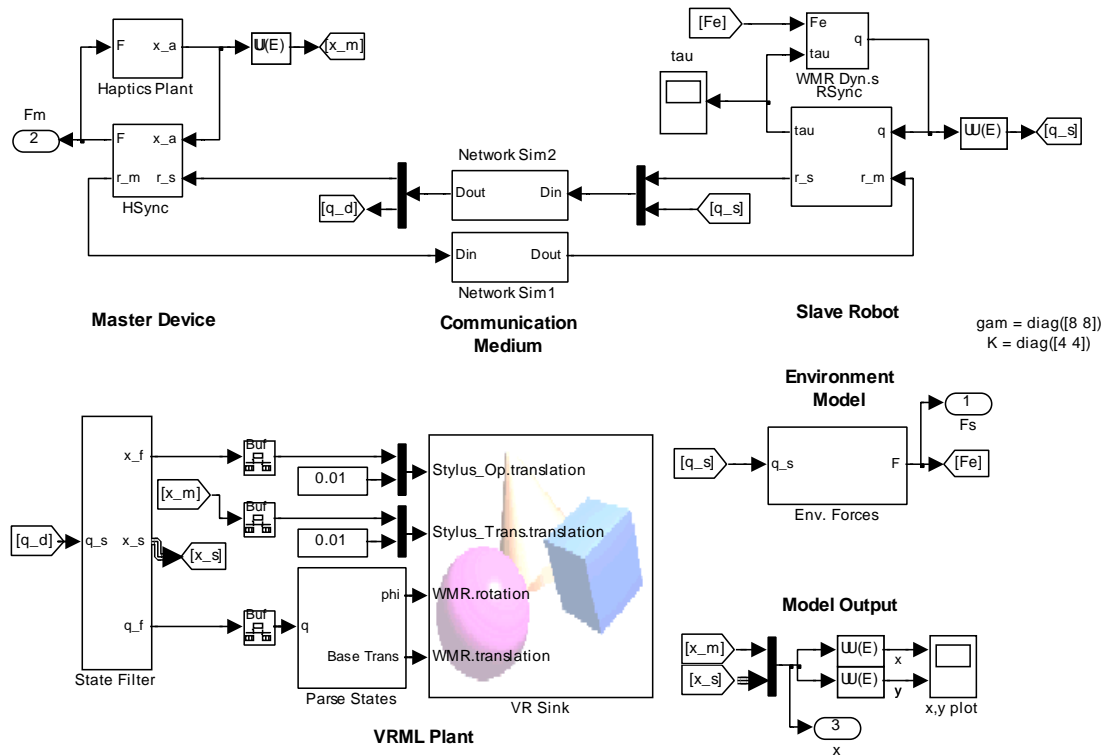 [Fe]
Fe
q
tau
WMR Dyn.s
RSync
F
x_a
U(E)
[x_m]
Haptics Plant
tau
Fm
2
F
x_a
r_m
r_s
HSync
tau
q
r_s
r_m
U(E)
[q_s]
Network Sim2
Dout
Din
[q_d]
[q_s]
Din
Dout
Network Sim1
Master Device
Communication
Medium
Slave Robot
gam = diag([8 8])
K = diag([4 4])
Environment
Model
1
Fs
[q_s]
q_s
F
[Fe]
Env. Forces
x_f
Buf
0.01
Stylus_Op.translation
[x_m]
Buf
0.01
Stylus_Trans.translation
[q_d]
q_s
x_s
[x_s]
q_f
Buf
q
phi
Base Trans
WMR.rotation
WMR.translation
State Filter
Parse States
VR Sink
VRML Plant
Model Output
[x_m]
[x_s]
U(E)
x
U(E)
y
x,y plot
3
x